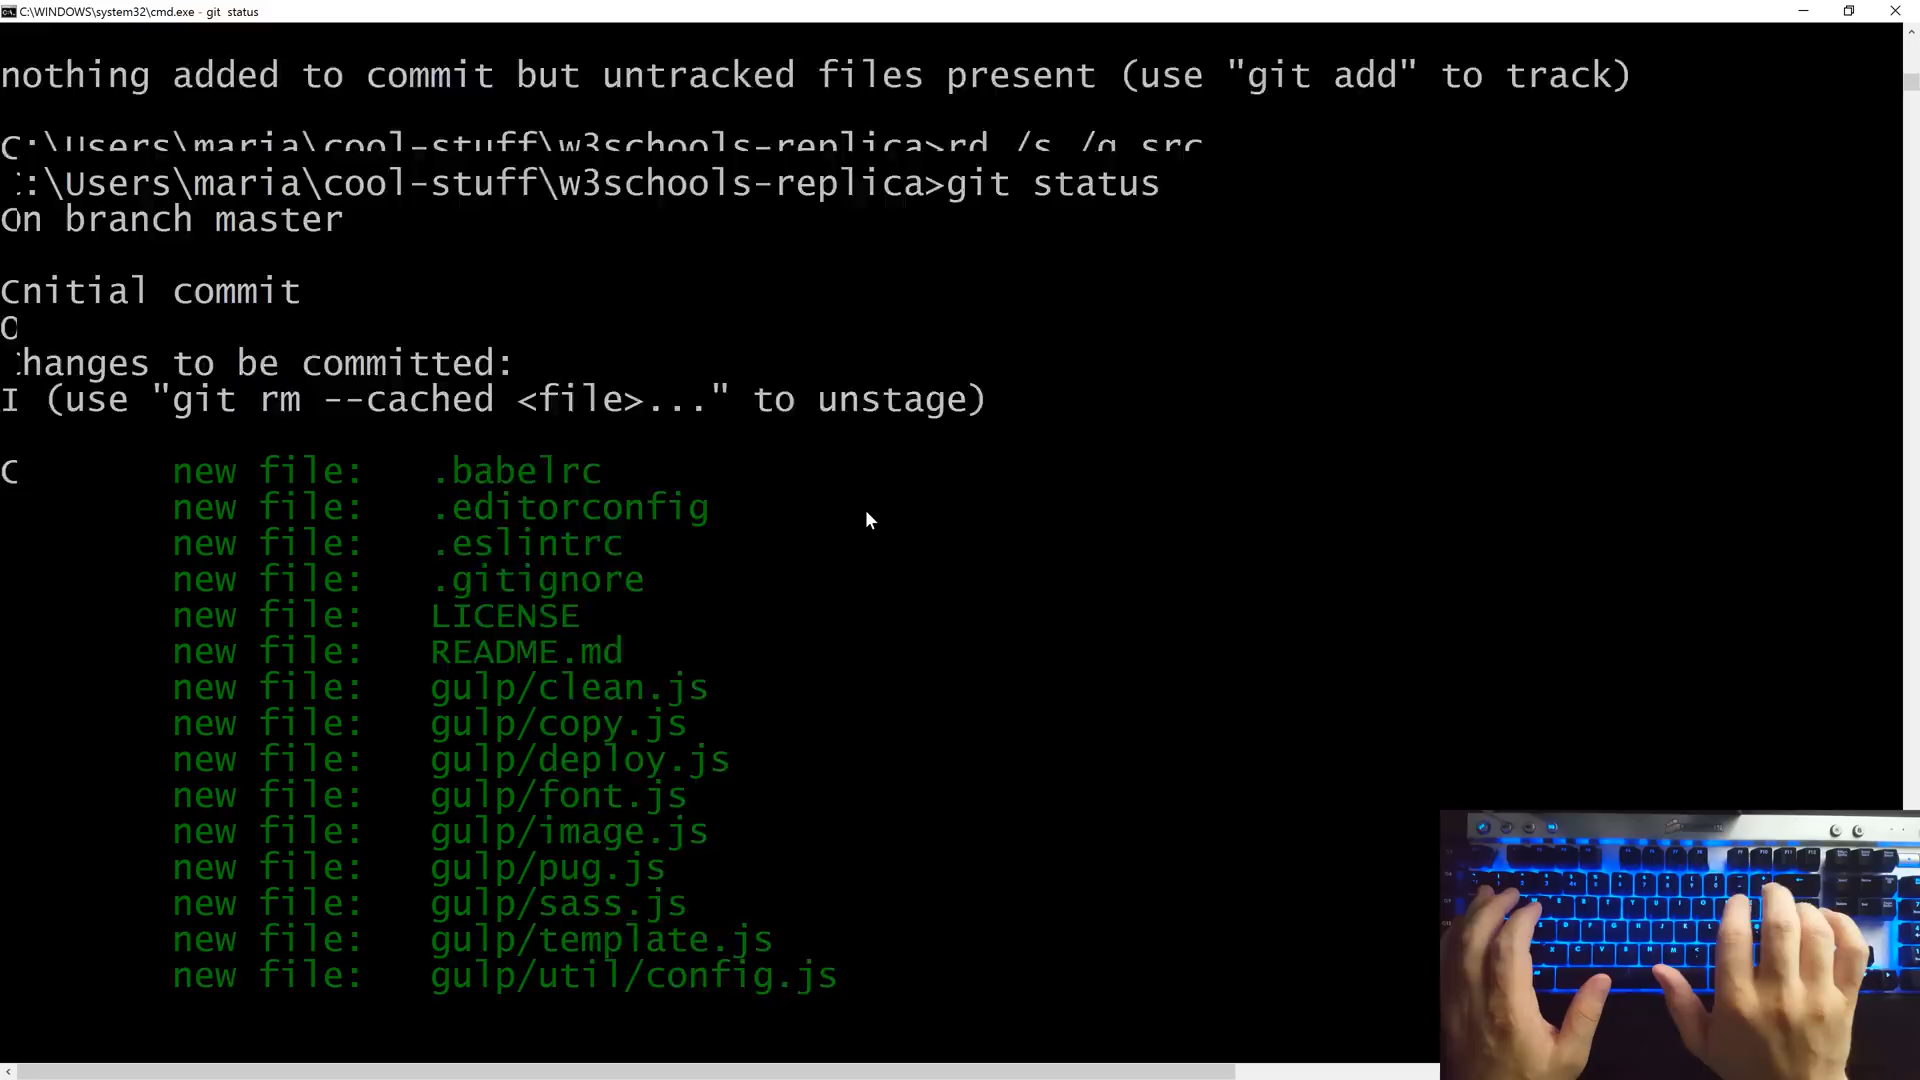 C:\WINDOWS\system32\cmd.exe - git  status
nothing added to commit but untracked files present (use "git add" to track)
C:\Users\maria\cool-stuff\w3schools-replica>rd /s /q src
:\Users\maria\cool-stuff\w3schools-replica>git status
On branch master
Cnitial commit
O
hanges to be committed:
I (use "git rm --cached <file>..." to unstage)
C new file: .babelrc
new file: .editorconfig
new file: .eslintrc
new file: .gitignore
new file: LICENSE
new file: README.md
new file: gulp/clean.js
new file: gulp/copy.js
new file: gulp/deploy.js
new file: gulp/font.js
new file: gulp/image.js
new file: gulp/pug.js
new file: gulp/sass.js
new file: gulp/template.js
new file: gulp/util/config.js